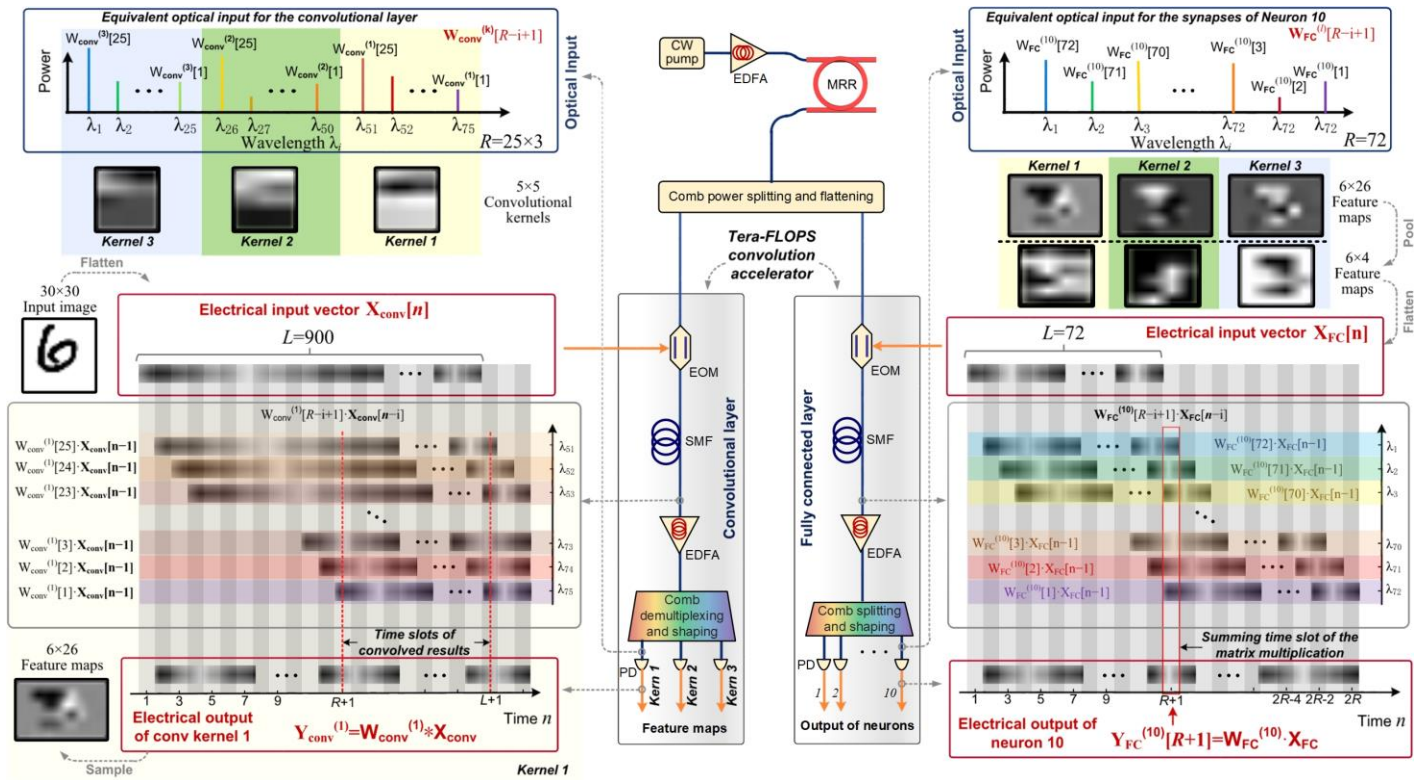 Equivalent optical input for the convolutional layer
Wconv(3)[25]
Wconv(2)[25]
Wconv(1)[25]
Wconv(k)[R−i+1]
Wconv(3)[1]
Wconv(2)[1]
Wconv(1)[1]
Power
λ1 λ2 λ25 λ26 λ27 λ50 λ51 λ52 λ75
Wavelength λi
R=25×3
Optical Input
Kernel 3
Kernel 2
Kernel 1
5×5
Convolutional
kernels
Flatten
30×30
Input image
Electrical input vector Xconv[n]
L=900
Wconv(1)[R−i+1]·Xconv[n−i]
Wconv(1)[25]·Xconv[n−1]
λ51
Wconv(1)[24]·Xconv[n−1]
λ52
Wconv(1)[23]·Xconv[n−1]
λ53
Wconv(1)[3]·Xconv[n−1]
λ73
Wconv(1)[2]·Xconv[n−1]
λ74
Wconv(1)[1]·Xconv[n−1]
λ75
Time slots of
convolved results
6×26
Feature maps
1 3 5 7 9 R+1 L+1
Time n
Electrical output
of conv kernel 1
Yconv(1)=Wconv(1)*Xconv
Sample
Kernel 1
CW
pump
EDFA
MRR
Comb power splitting and flattening
Tera-FLOPS
convolution
accelerator
EOM
SMF
EDFA
Convolutional layer
Comb
demultiplexing
and shaping
PD
Kern 1
Kern 2
Kern 3
Feature maps
EOM
SMF
EDFA
Fully connected layer
Comb splitting
and shaping
PD
1 2 10
Output of neurons
Equivalent optical input for the synapses of Neuron 10
WFC(10)[72]
WFC(10)[71]
WFC(10)[70]
WFC(10)[3]
WFC(10)[2]
WFC(10)[1]
WFC(l)[R−i+1]
Power
λ1 λ2 λ3 λ72 λ72 λ72
Wavelength λi
R=72
Optical Input
Kernel 1
Kernel 2
Kernel 3
6×26
Feature
maps
Pool
6×4
Feature
maps
Flatten
Electrical input vector XFC[n]
L=72
WFC(10)[R−i+1]·XFC[n−i]
WFC(10)[72]·XFC[n−1]
λ1
WFC(10)[71]·XFC[n−1]
λ2
WFC(10)[70]·XFC[n−1]
λ3
WFC(10)[3]·XFC[n−1]
λ70
WFC(10)[2]·XFC[n−1]
λ71
WFC(10)[1]·XFC[n−1]
λ72
Summing time slot of the
matrix multiplication
1 3 5 7 9 R+1 2R-4 2R-2 2R
Time n
Electrical output of
neuron 10
YFC(10)[R+1]=WFC(10)·XFC